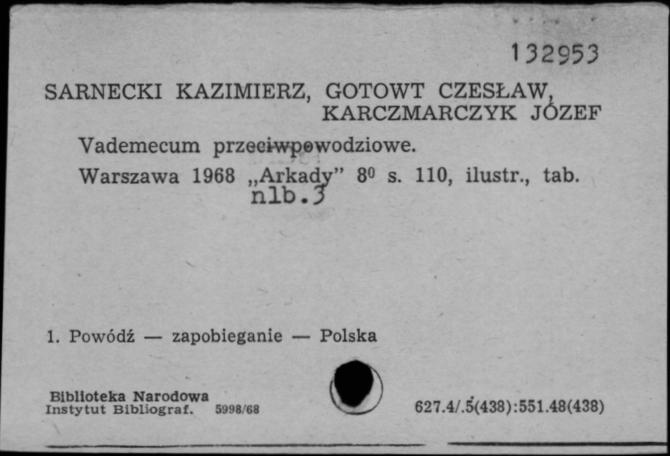 132953
SARNECKI KAZIMIERZ, GOTOWT CZESŁAW,
KARCZMARCZYK JÓZEF
Vademecum przeciwpowodziowe.
Warszawa 1968 „Arkady” 8⁰ s. 110, ilustr., tab.
nlb.3
1. Powódź — zapobieganie — Polska
Biblioteka Narodowa
Instytut Bibliograf. 5998/68
627.4/.5(438):551.48(438)